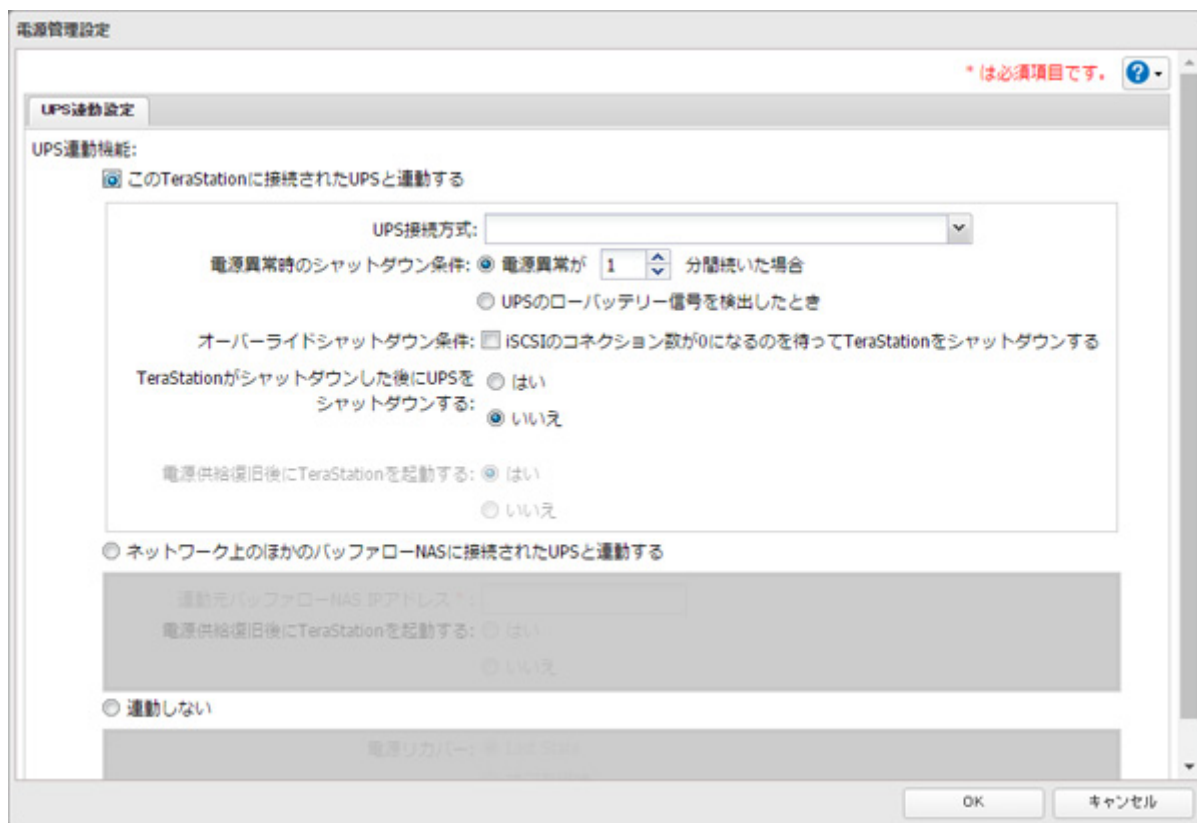 電源管理設定
* は必須項目です。
UPS連動設定
UPS連動機能:
このTeraStationに接続されたUPSと連動する
UPS接続方式:
電源異常時のシャットダウン条件: 電源異常が 1 分間続いた場合
UPSのローバッテリー信号を検出したとき
オーバーライドシャットダウン条件: iSCSIのコネクション数が0になるのを待ってTeraStationをシャットダウンする
TeraStationがシャットダウンした後にUPSを
シャットダウンする:
はい
いいえ
電源供給復旧後にTeraStationを起動する: はい
いいえ
ネットワーク上のほかのバッファローNASに接続されたUPSと連動する
連動元バッファローNAS IPアドレス *:
電源供給復旧後にTeraStationを起動する: はい
いいえ
連動しない
電源リカバー:
OK
キャンセル